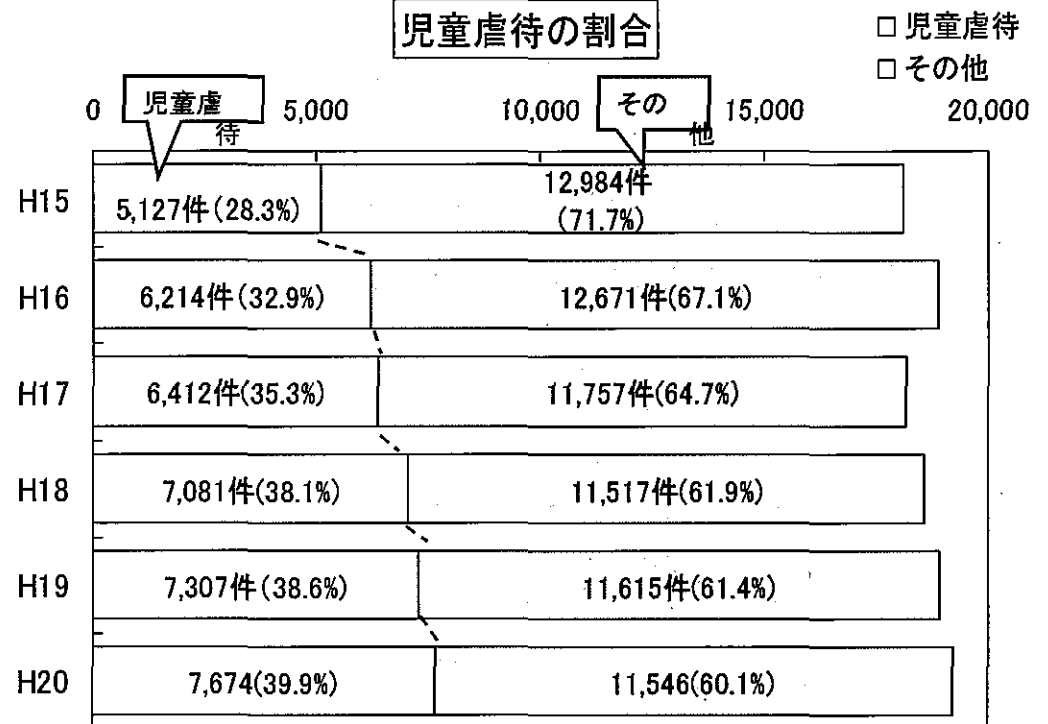 児童虐待の割合
□ 児童虐待
□ その他
0 5,000 10,000 15,000 20,000
児童虐
待
その
他
H15 5,127件(28.3%) 12,984件
(71.7%)
H16 6,214件(32.9%) 12,671件(67.1%)
H17 6,412件(35.3%) 11,757件(64.7%)
H18 7,081件(38.1%) 11,517件(61.9%)
H19 7,307件(38.6%) 11,615件(61.4%)
H20 7,674(39.9%) 11,546(60.1%)